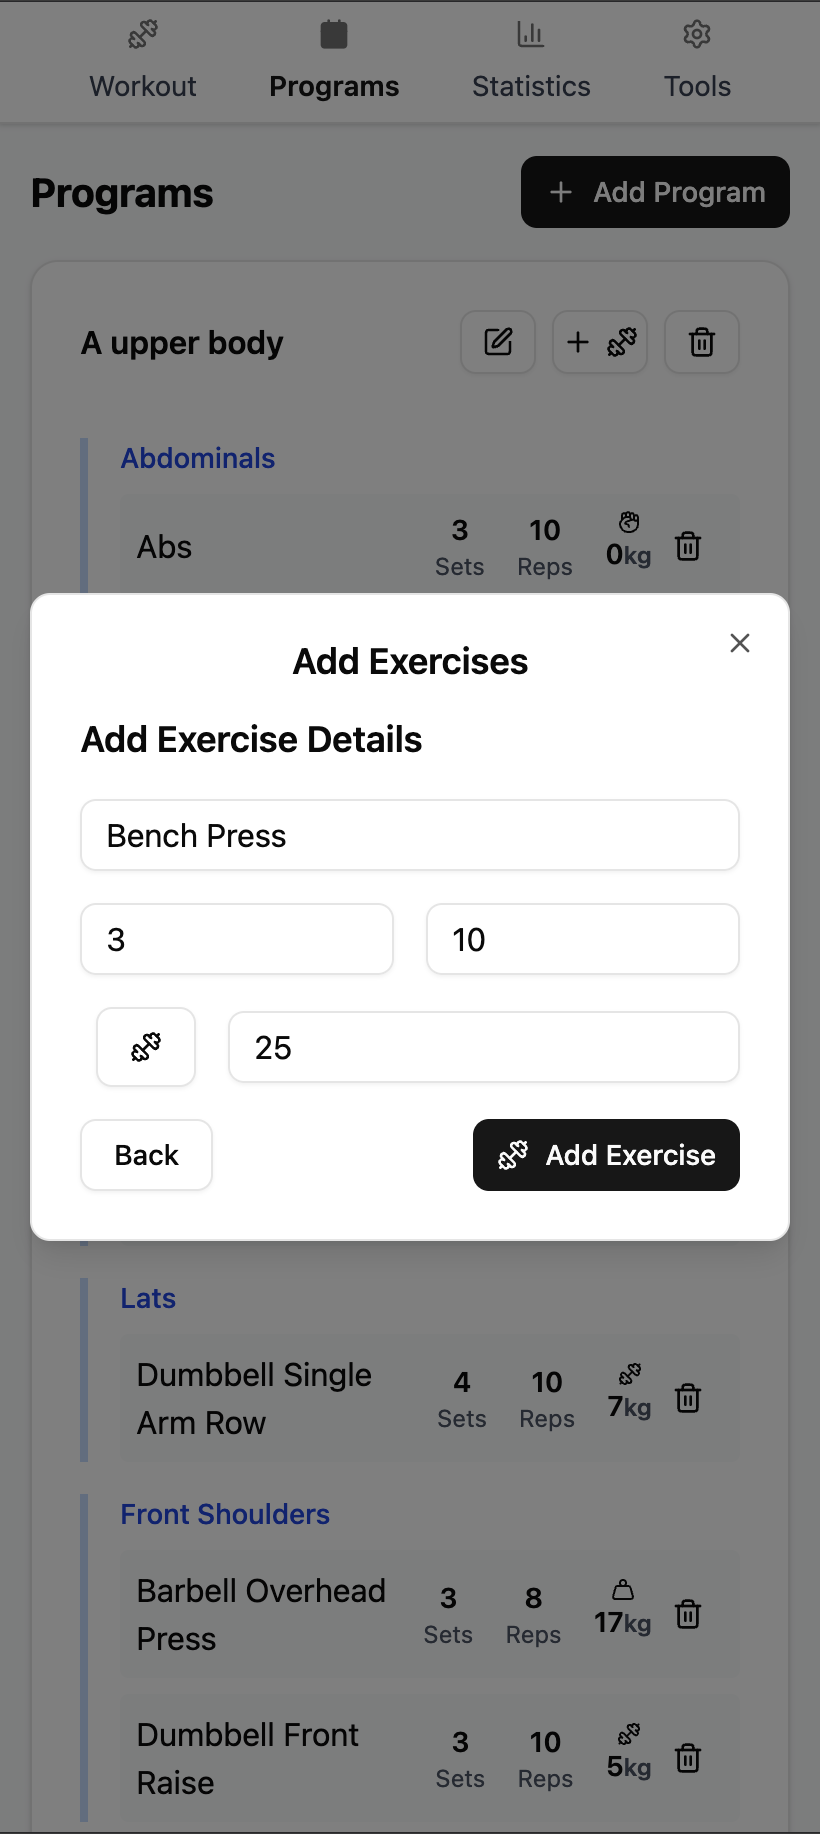 Workout Programs Statistics Tools
Programs
Add Program
A upper body
Abdominals
Abs
3 Sets
10 Reps
0kg
Add Exercises
Add Exercise Details
Bench Press
3
10
25
Back
Add Exercise
Lats
Dumbbell Single
Arm Row
4 Sets
10 Reps
7kg
Front Shoulders
Barbell Overhead
Press
3 Sets
8 Reps
17kg
Dumbbell Front
Raise
3 Sets
10 Reps
5kg